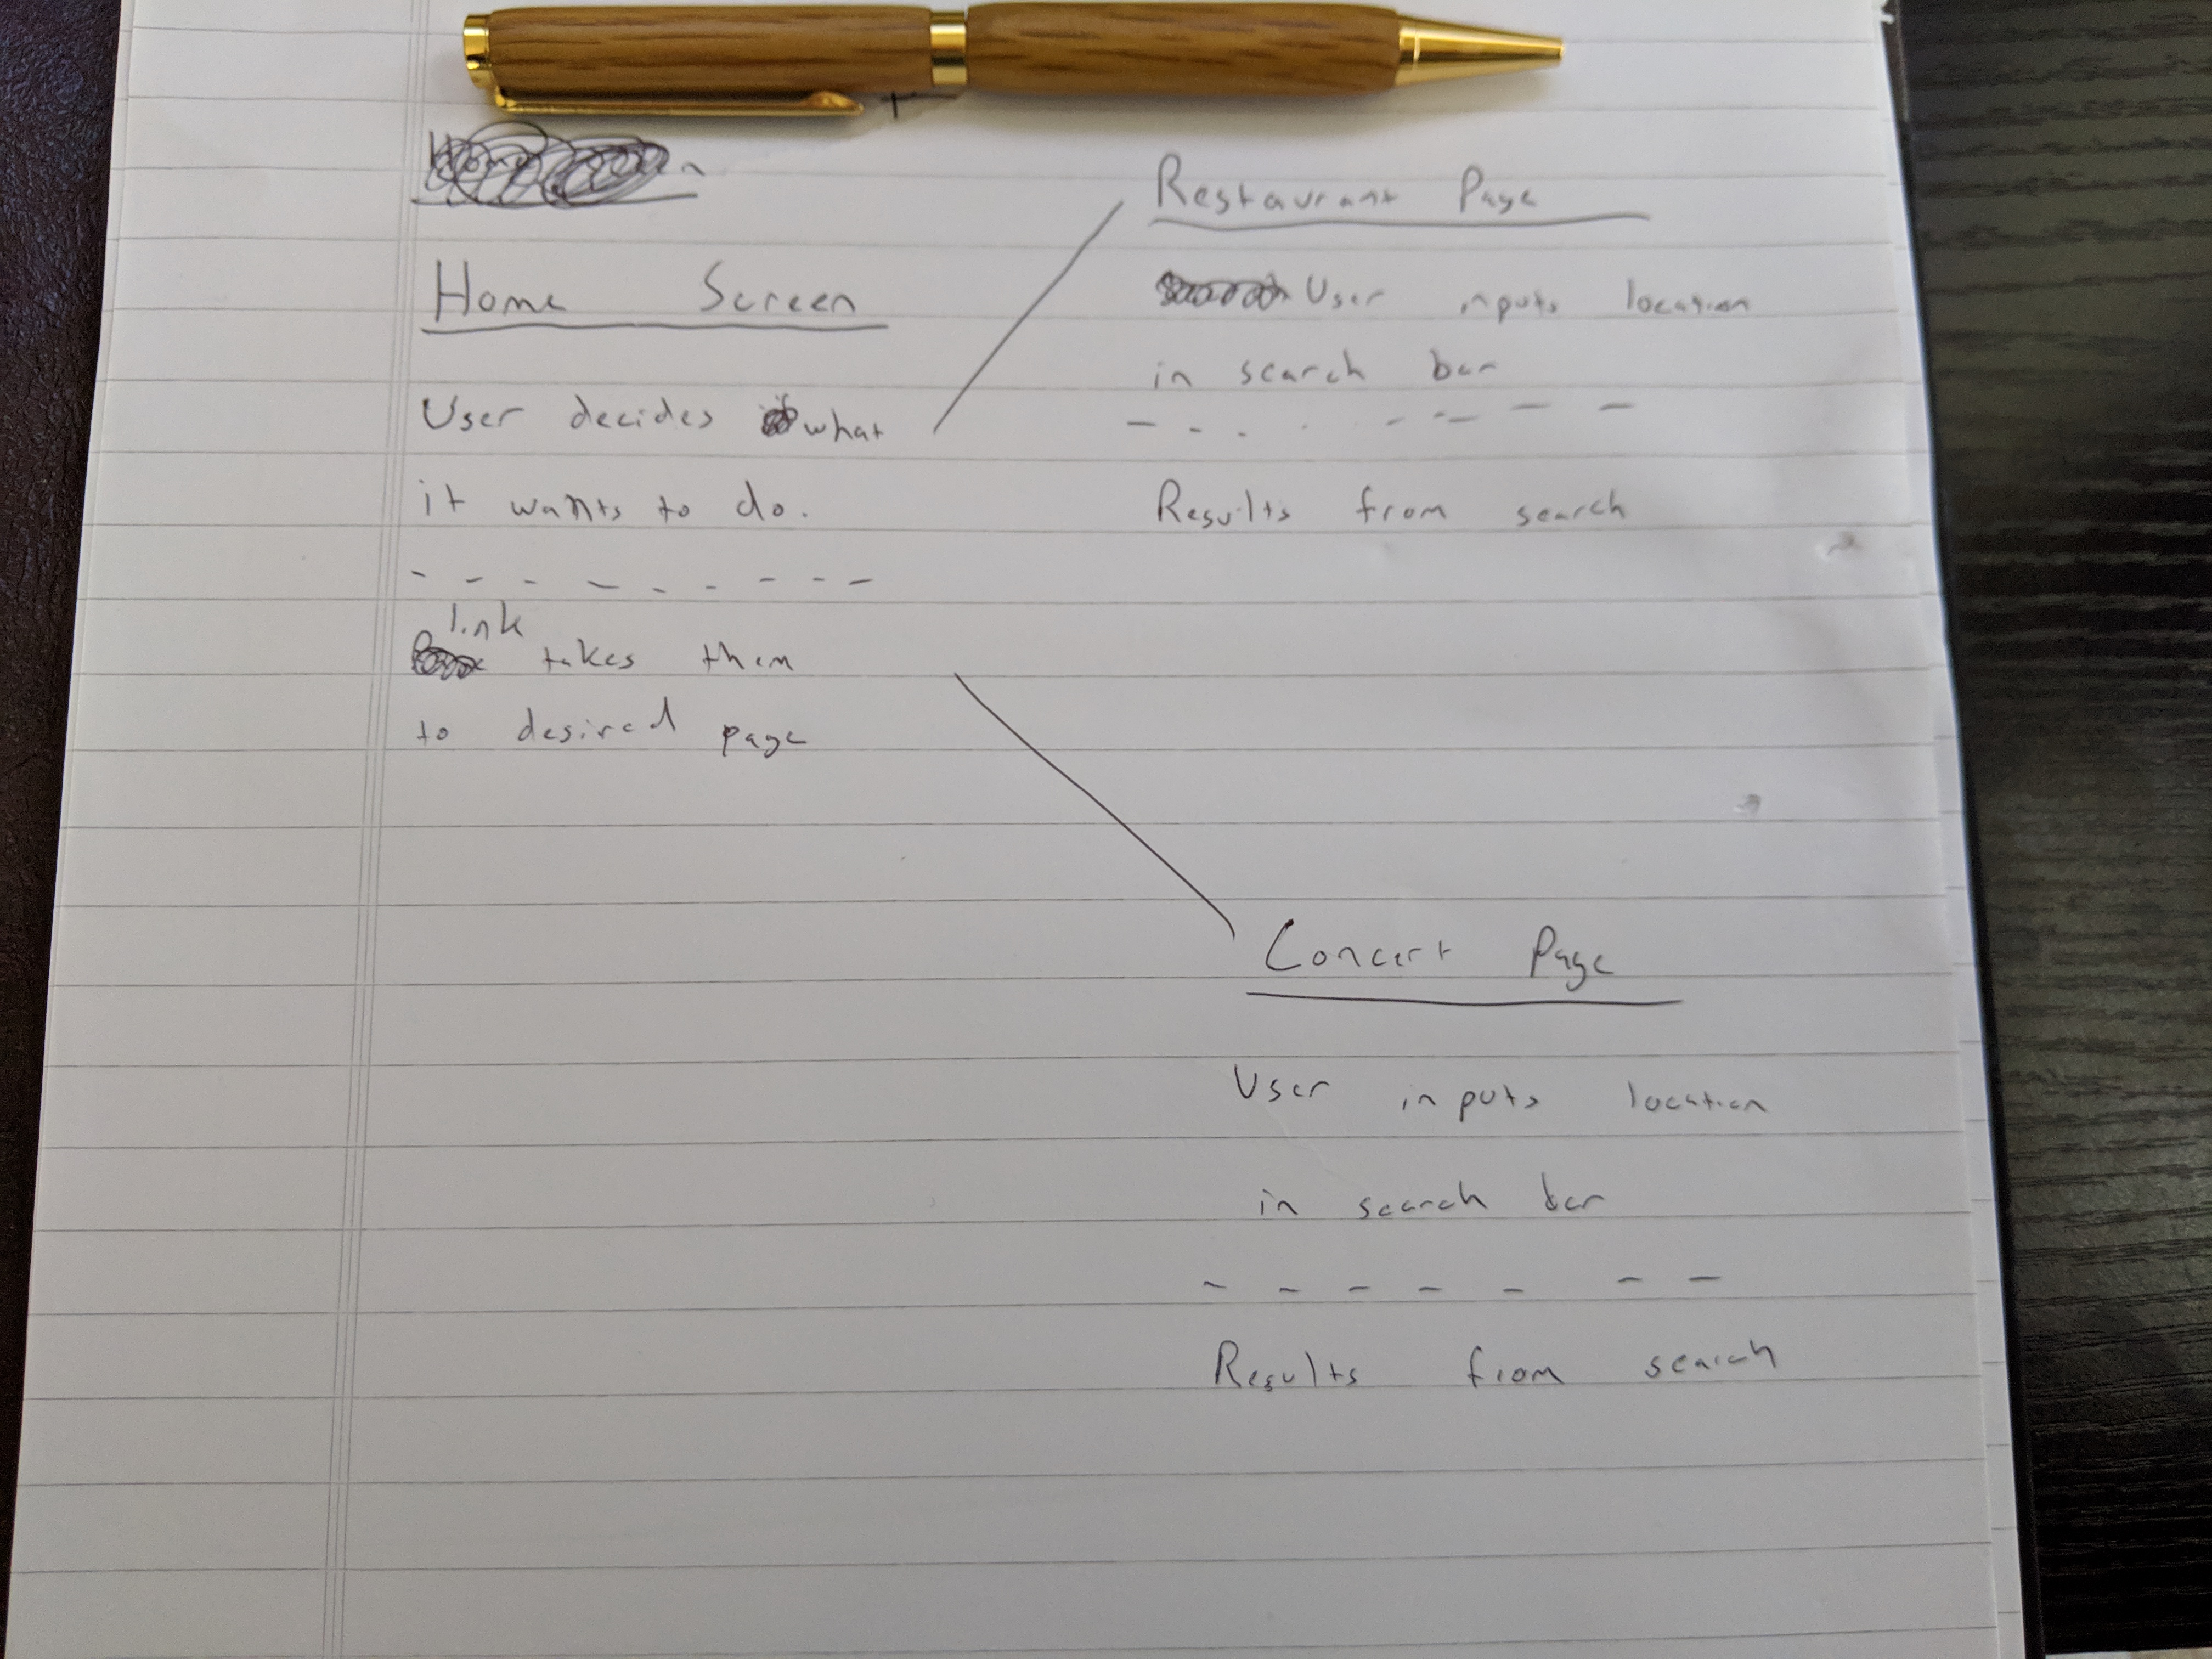 Home Screen
User decides what
it wants to do.
- - - - - - - - -
link takes them
to desired page
Restaurant Page
User inputs location
in search bar
- - - - - - - - -
Results from search
Concert Page
User inputs location
in search bar
- - - - - - -
Results from search